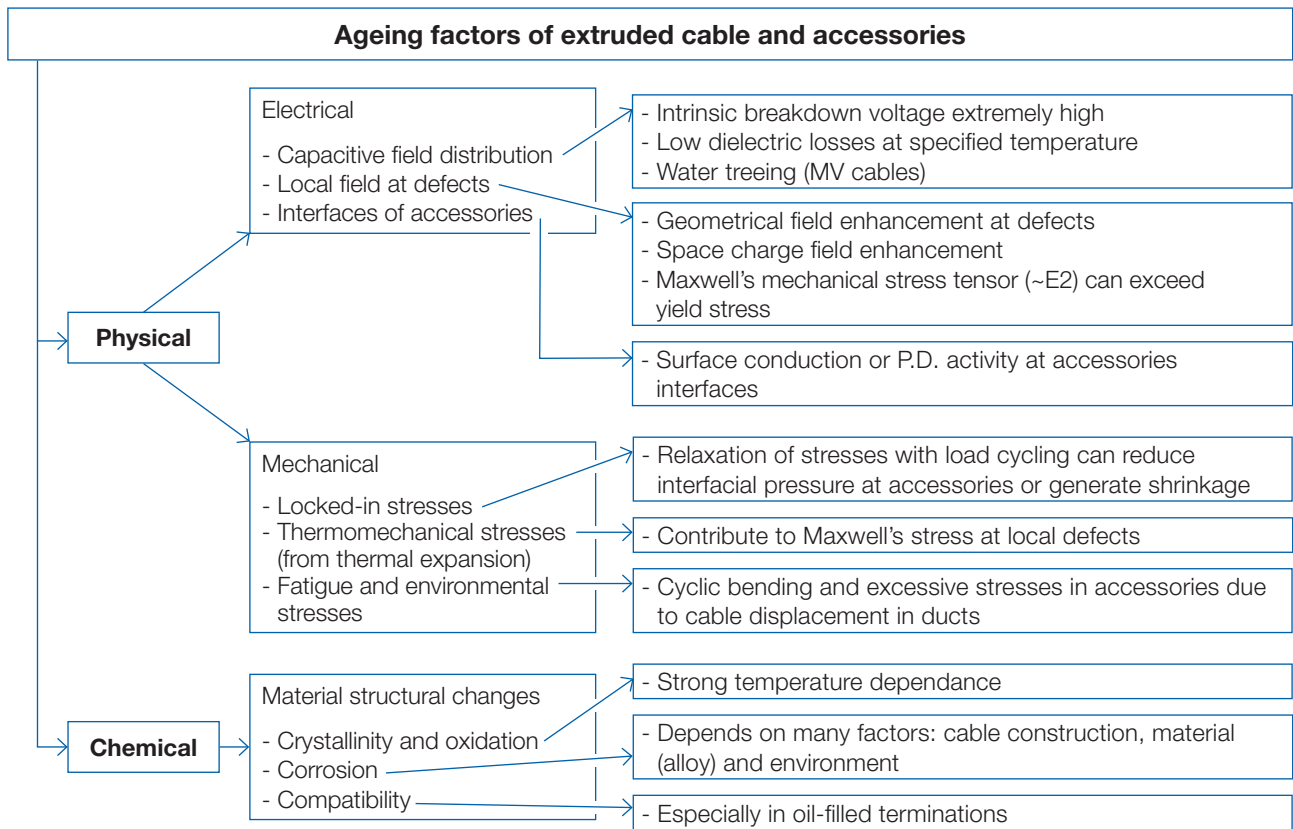 Ageing factors of extruded cable and accessories
Physical
Electrical
- Capacitive field distribution
- Local field at defects
- Interfaces of accessories
- Intrinsic breakdown voltage extremely high
- Low dielectric losses at specified temperature
- Water treeing (MV cables)
- Geometrical field enhancement at defects
- Space charge field enhancement
- Maxwell's mechanical stress tensor (~E2) can exceed
yield stress
- Surface conduction or P.D. activity at accessories
interfaces
Mechanical
- Locked-in stresses
- Thermomechanical stresses
(from thermal expansion)
- Fatigue and environmental
stresses
- Relaxation of stresses with load cycling can reduce
interfacial pressure at accessories or generate shrinkage
- Contribute to Maxwell's stress at local defects
- Cyclic bending and excessive stresses in accessories due
to cable displacement in ducts
Chemical
Material structural changes
- Crystallinity and oxidation
- Corrosion
- Compatibility
- Strong temperature dependance
- Depends on many factors: cable construction, material
(alloy) and environment
- Especially in oil-filled terminations